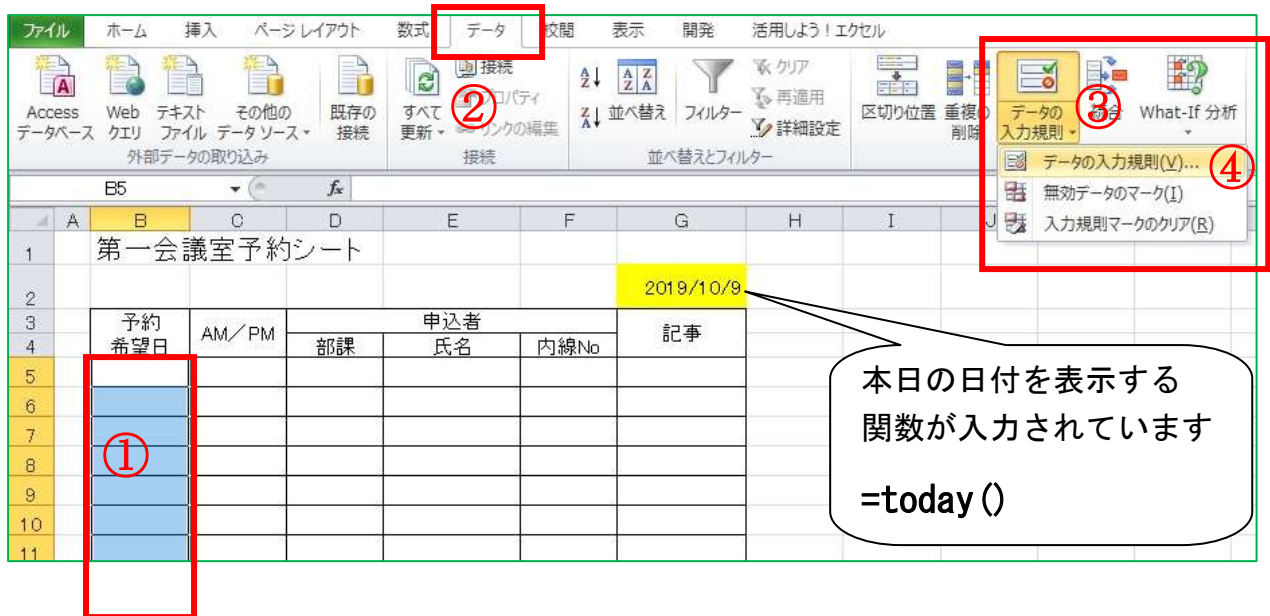 ファイル ホーム 挿入 ページ レイアウト 数式 データ 校閲 表示 開発 活用しよう！エクセル
②
Access データベース
Web クエリ
テキスト ファイル
その他の データ ソース
既存の 接続
外部データの取り込み
すべて 更新
接続
プロパティ
リンクの編集
接続
並べ替え
フィルター
クリア
再適用
詳細設定
並べ替えとフィルター
区切り位置
重複の 削除
データの 入力規則
③
統合
What-If 分析
データの入力規則(V)...
④
無効データのマーク(I)
入力規則マークのクリア(R)
B5 fx
A B C D E F G H I J
1 第一会議室予約シート
2 2019/10/9
3 予約 AM／PM 申込者 記事
4 希望日 部課 氏名 内線No
5
6
7
8
9
10
11
①
本日の日付を表示する
関数が入力されています
=today()